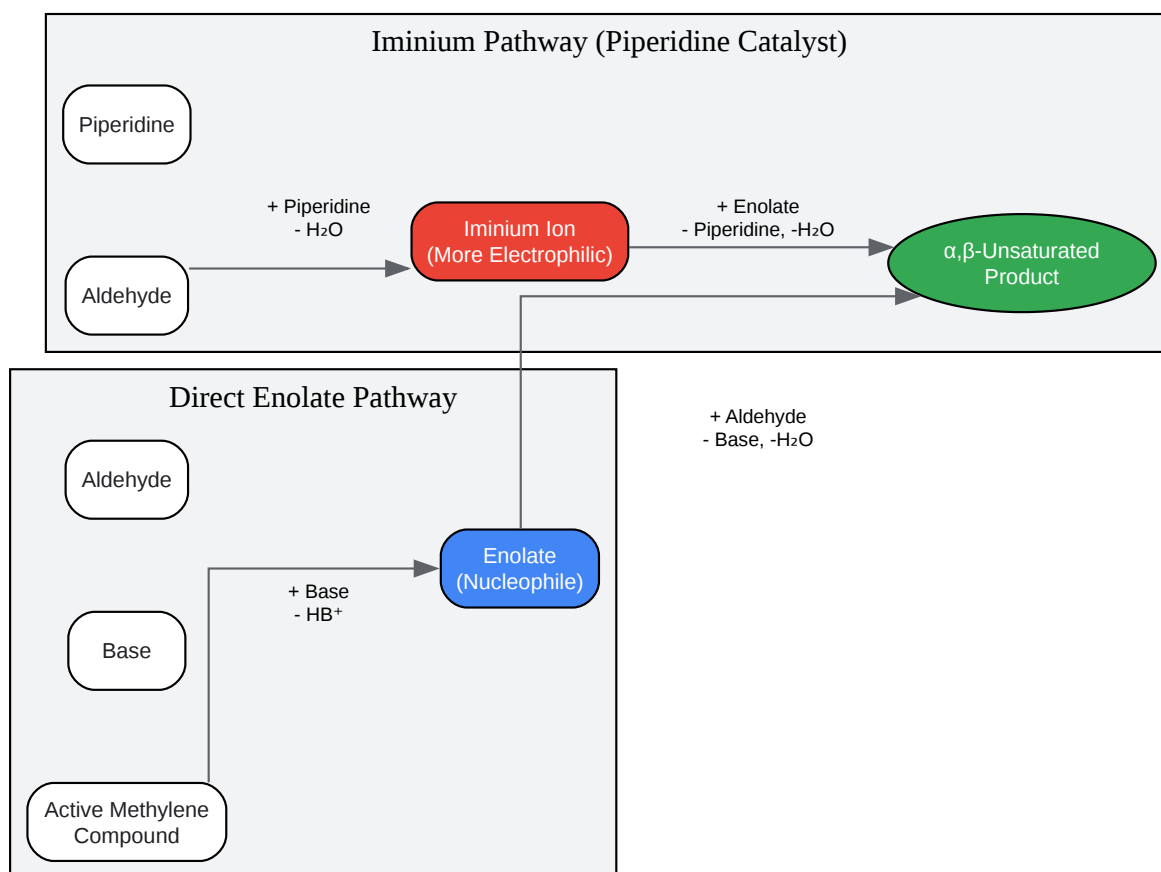 Iminium Pathway (Piperidine Catalyst)
Piperidine
+ Piperidine
- H₂O
Iminium Ion
(More Electrophilic)
+ Enolate
- Piperidine, -H₂O
α,β-Unsaturated
Product
Aldehyde
Direct Enolate Pathway
Aldehyde
+ Aldehyde
- Base, -H₂O
Enolate
(Nucleophile)
+ Base
- HB⁺
Base
Active Methylene
Compound